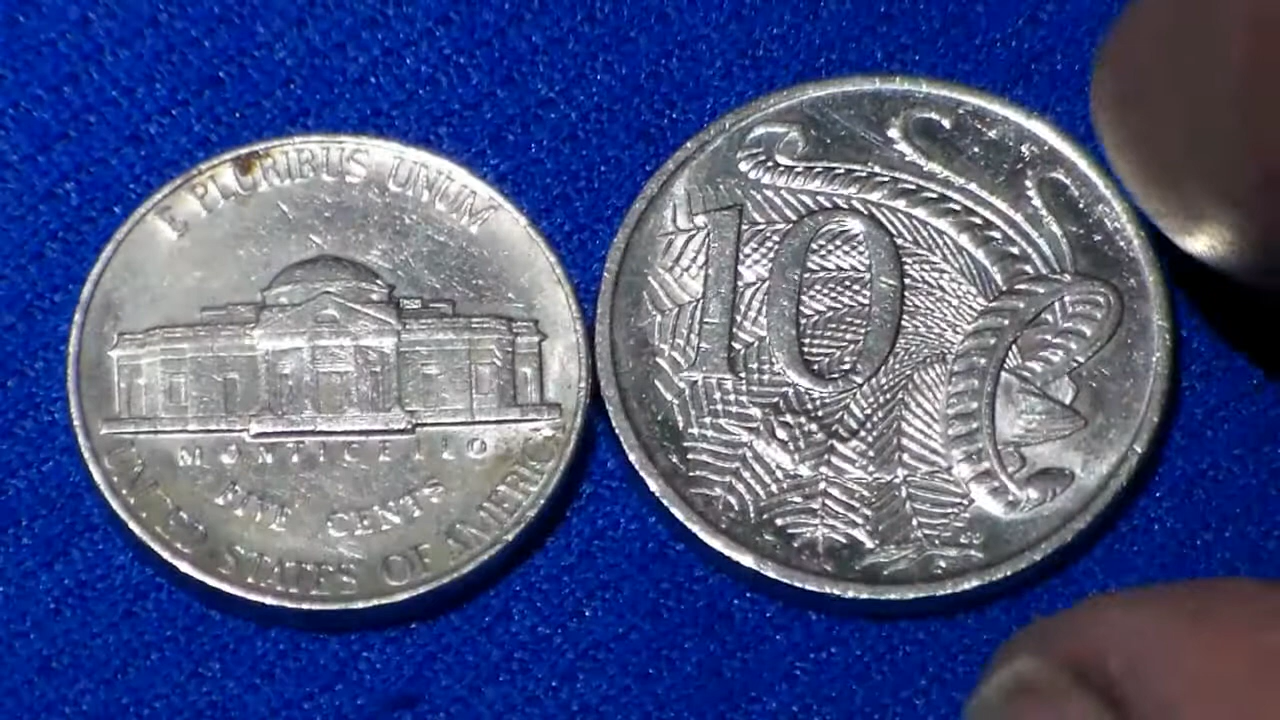 E PLURIBUS UNUM
MONTICELLO
FIVE CENTS
UNITED STATES OF AMERICA
10